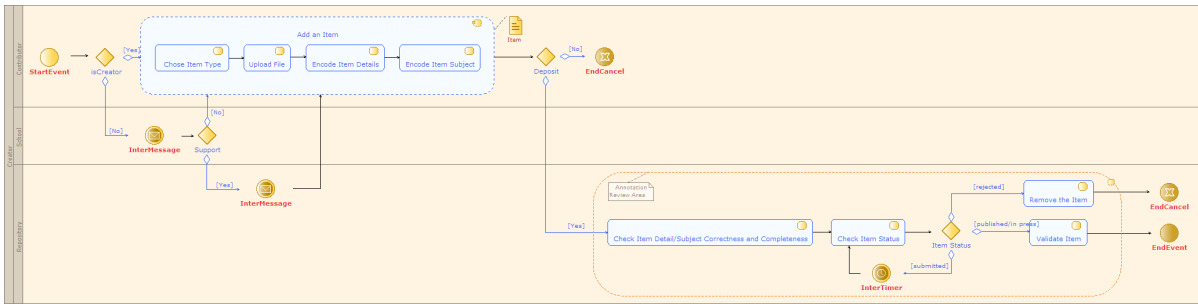 Creator
Contributor
School
Repository
StartEvent
isCreator
[Yes]
[No]
Add an Item
Chose Item Type
Upload File
Encode Item Details
Encode Item Subject
Item
Deposit
[No]
EndCancel
InterMessage
Support
[No]
[Yes]
InterMessage
[Yes]
Annotation
Review Area
Check Item Detail/Subject Correctness and Completeness
Check Item Status
Item Status
[rejected]
[published/in press]
[submitted]
InterTimer
Remove the Item
Validate Item
EndCancel
EndEvent